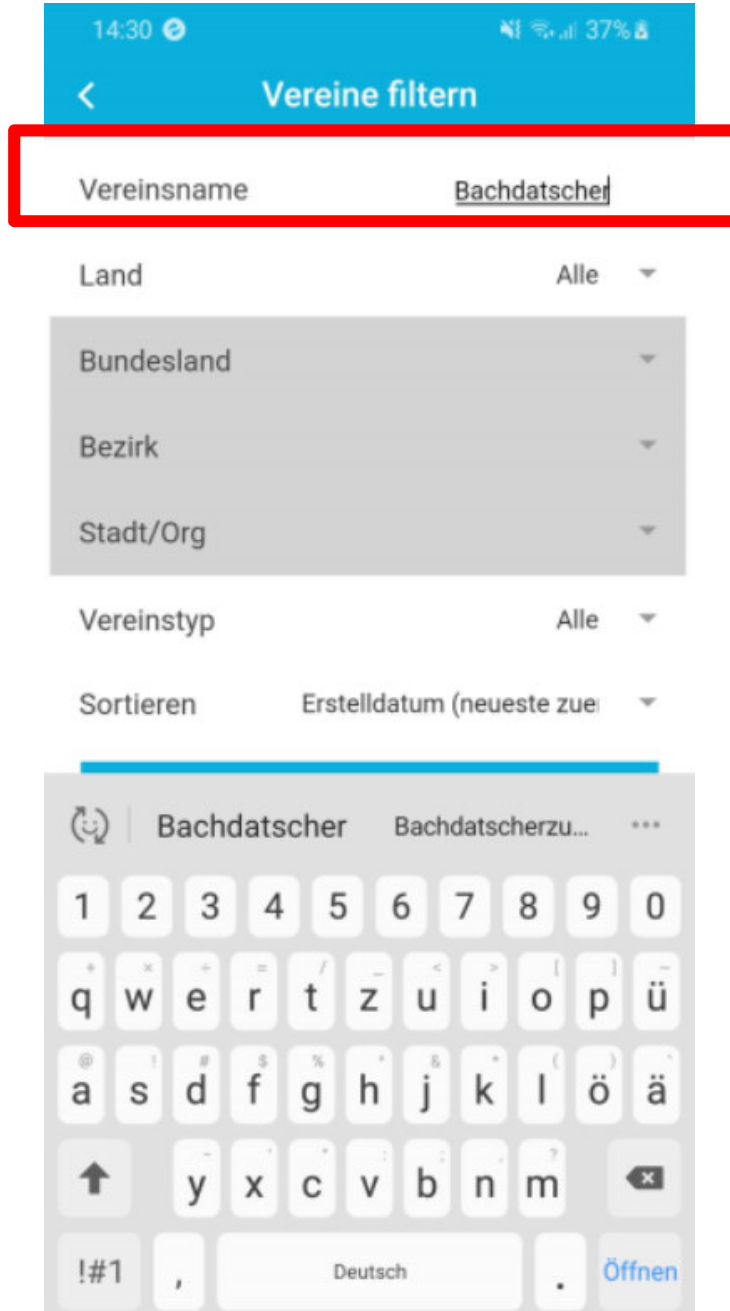 14:30 37%
Vereine filtern
Vereinsname Bachdatscher
Land Alle
Bundesland
Bezirk
Stadt/Org
Vereinstyp Alle
Sortieren Erstelldatum (neueste zue
Bachdatscher Bachdatscherzu... ...
1 2 3 4 5 6 7 8 9 0
+ × ÷ = / _ < > [ ] ~
q w e r t z u i o p ü
@ ! # $ % ' & * ( ) `
a s d f g h j k l ö ä
- ' " : ; , ?
y x c v b n m
!#1 , Deutsch . Öffnen